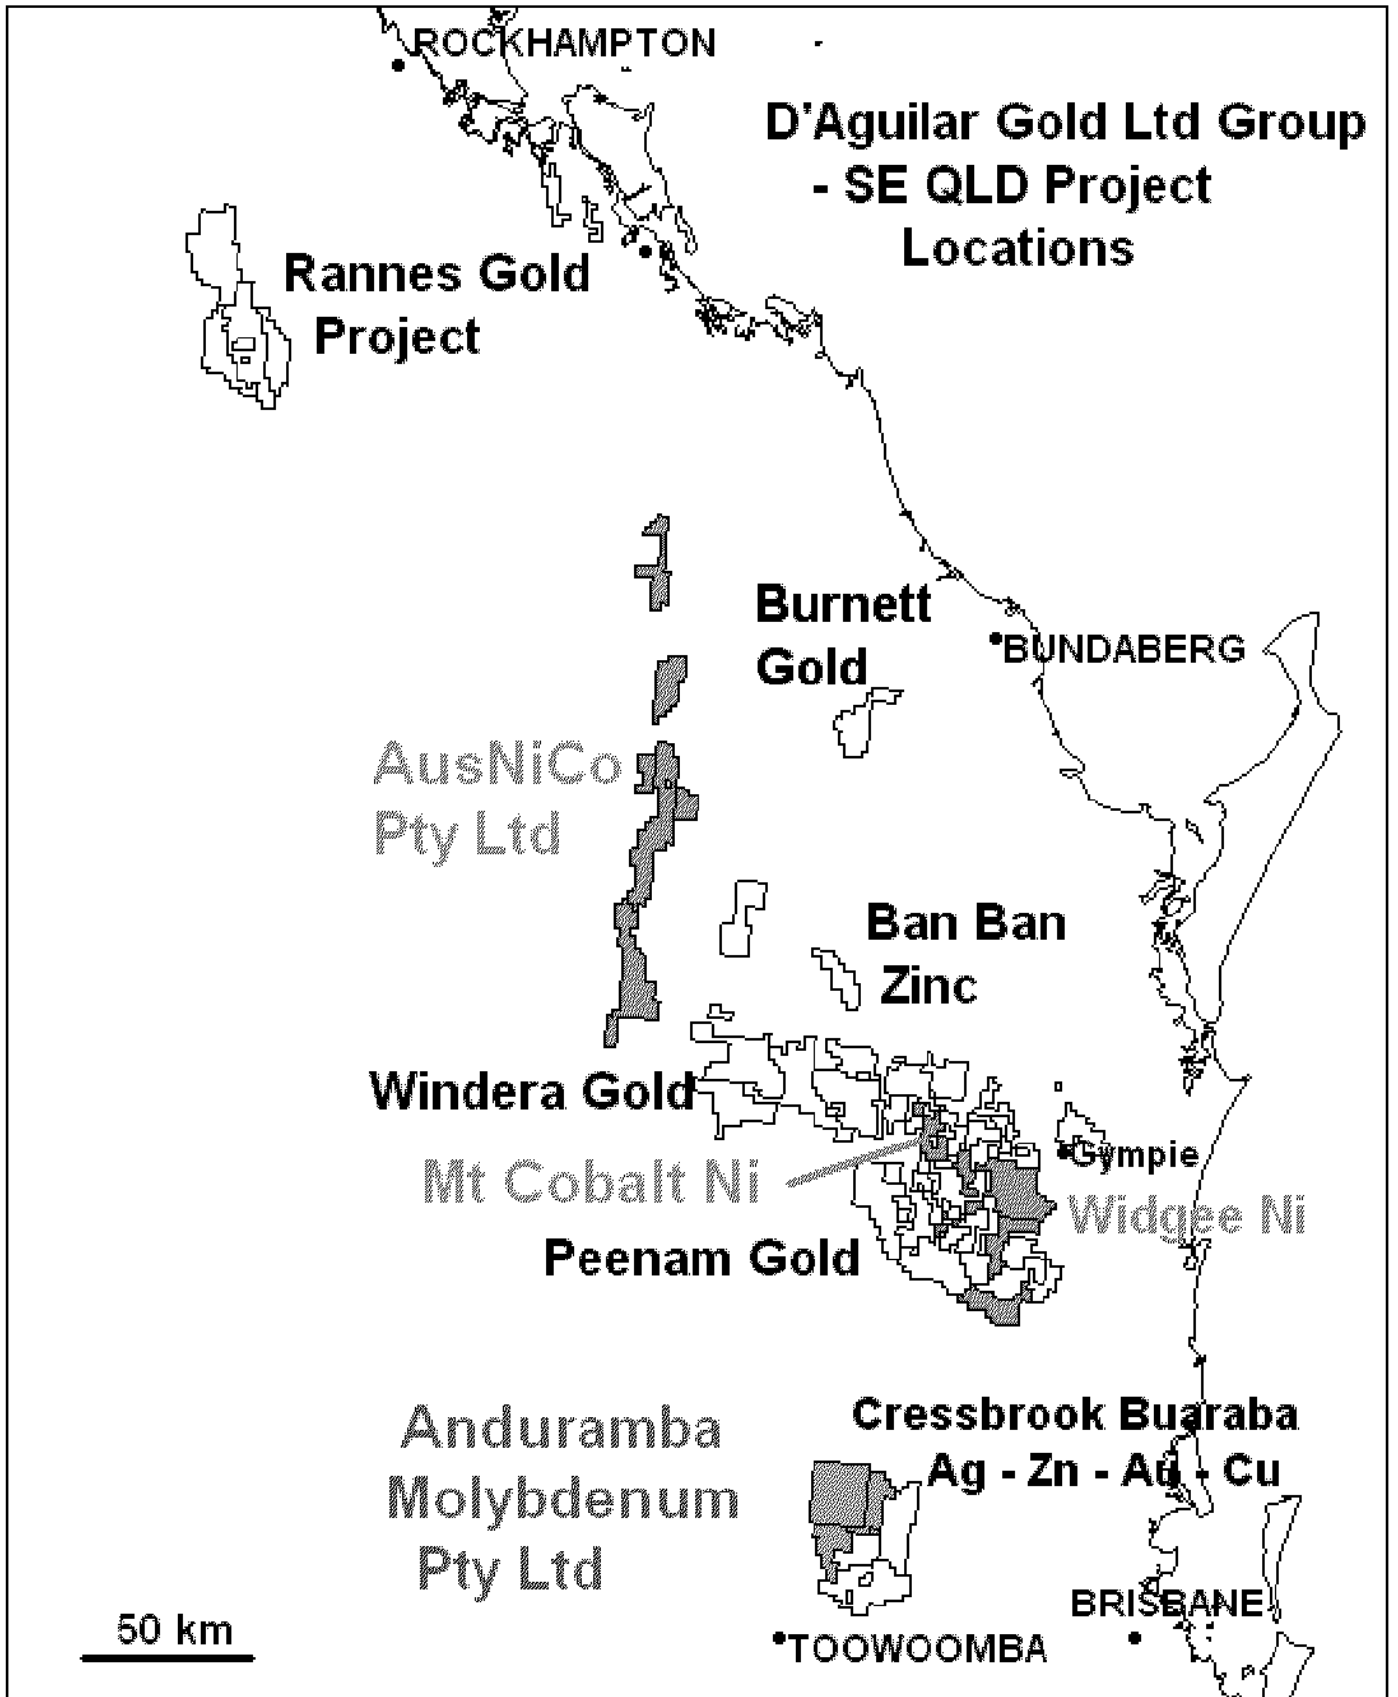 ROCKHAMPTON
D'Aguilar Gold Ltd Group
- SE QLD Project
Locations
Rannes Gold
Project
Burnett
Gold
BUNDABERG
AusNiCo
Pty Ltd
Ban Ban
Zinc
Windera Gold
Gympie
Mt Cobalt Ni
Widgee Ni
Peenam Gold
Cressbrook Buaraba
Ag - Zn - Au - Cu
Anduramba
Molybdenum
Pty Ltd
BRISBANE
50 km
TOOWOOMBA